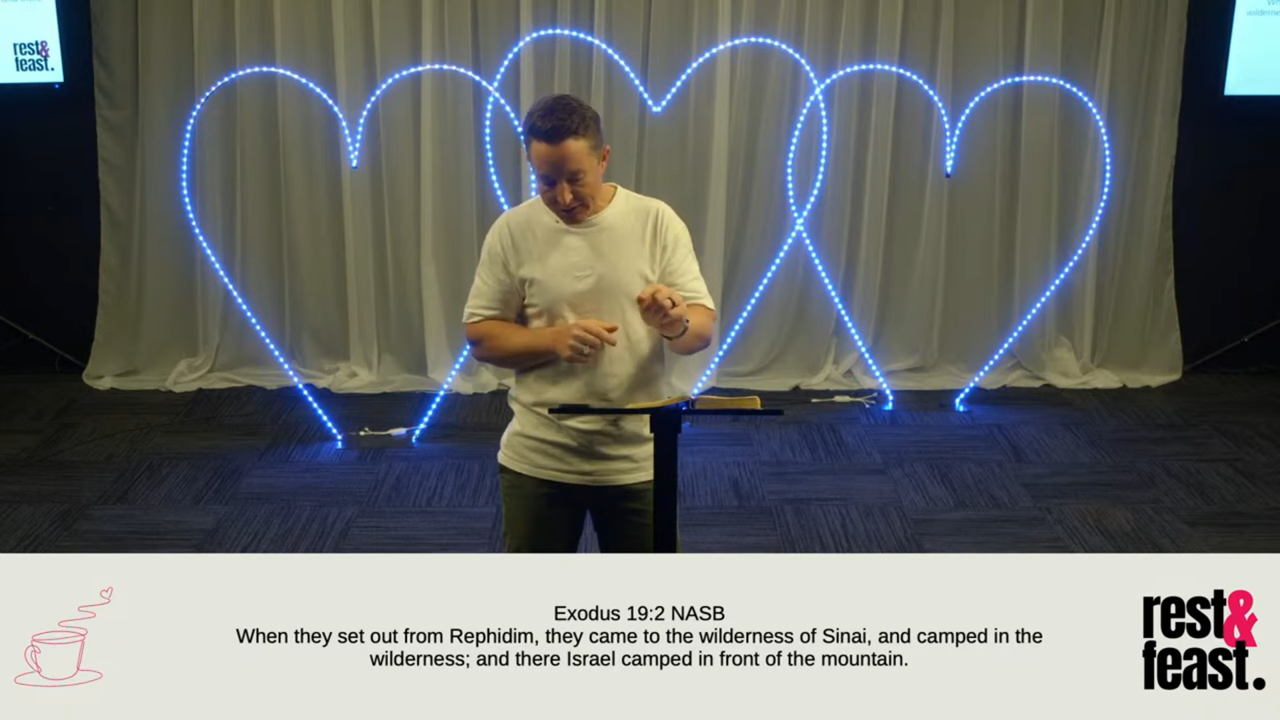 rest&
feast.
Exodus 19:2 NASB
When they set out from Rephidim, they came to the wilderness of Sinai, and camped in the
wilderness; and there Israel camped in front of the mountain.
rest&
feast.